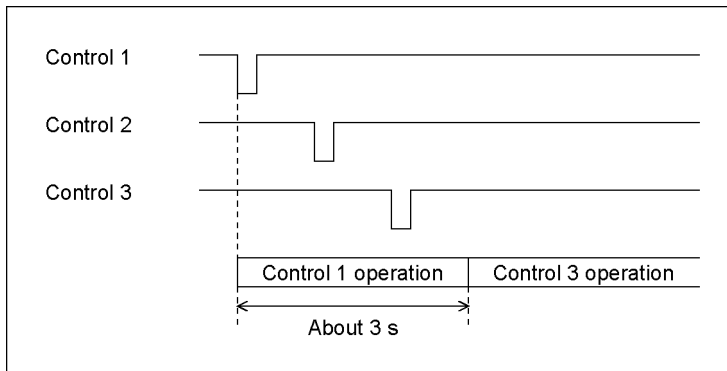 Control 1
Control 2
Control 3
Control 1 operation
Control 3 operation
About 3 s